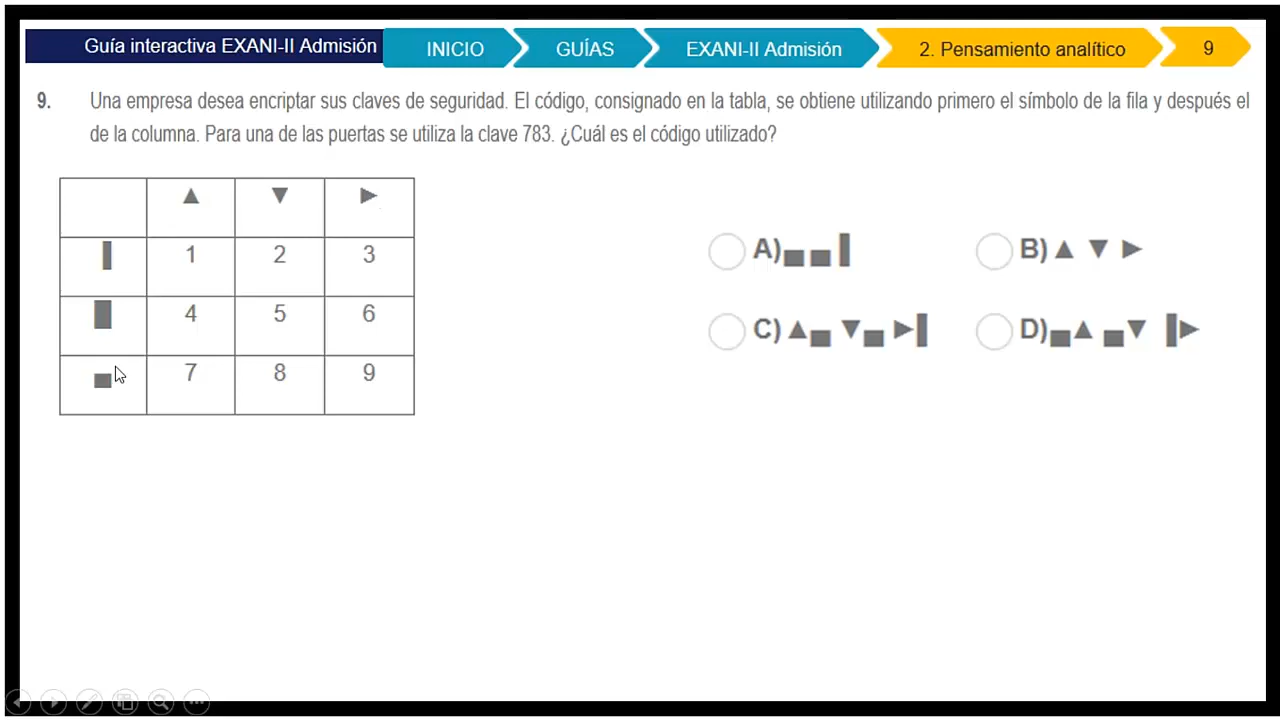 Guía interactiva EXANI-II Admisión INICIO GUÍAS EXANI-II Admisión 2. Pensamiento analítico 9
9. Una empresa desea encriptar sus claves de seguridad. El código, consignado en la tabla, se obtiene utilizando primero el símbolo de la fila y después el
de la columna. Para una de las puertas se utiliza la clave 783. ¿Cuál es el código utilizado?
▲ ▼ ►
▌ 1 2 3
█ 4 5 6
▄ 7 8 9
A)▄ ▄ ▌ B)▲ ▼ ►
C)▲▄ ▼▄ ►▌ D)▄▲ ▄▼ ▐►